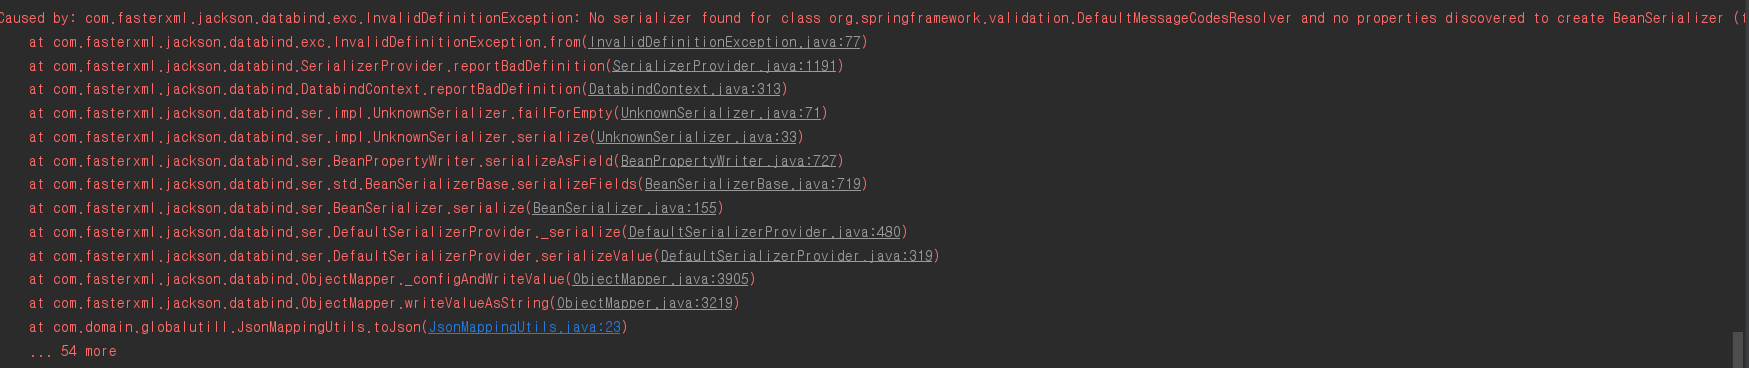 Caused by: com.fasterxml.jackson.databind.exc.InvalidDefinitionException: No serializer found for class org.springframework.validation.DefaultMessageCodesResolver and no properties discovered to create BeanSerializer (
at com.fasterxml.jackson.databind.exc.InvalidDefinitionException.from(InvalidDefinitionException.java:77)
at com.fasterxml.jackson.databind.SerializerProvider.reportBadDefinition(SerializerProvider.java:1191)
at com.fasterxml.jackson.databind.DatabindContext.reportBadDefinition(DatabindContext.java:313)
at com.fasterxml.jackson.databind.ser.impl.UnknownSerializer.failForEmpty(UnknownSerializer.java:71)
at com.fasterxml.jackson.databind.ser.impl.UnknownSerializer.serialize(UnknownSerializer.java:33)
at com.fasterxml.jackson.databind.ser.BeanPropertyWriter.serializeAsField(BeanPropertyWriter.java:727)
at com.fasterxml.jackson.databind.ser.std.BeanSerializerBase.serializeFields(BeanSerializerBase.java:719)
at com.fasterxml.jackson.databind.ser.BeanSerializer.serialize(BeanSerializer.java:155)
at com.fasterxml.jackson.databind.ser.DefaultSerializerProvider._serialize(DefaultSerializerProvider.java:480)
at com.fasterxml.jackson.databind.ser.DefaultSerializerProvider.serializeValue(DefaultSerializerProvider.java:319)
at com.fasterxml.jackson.databind.ObjectMapper._configAndWriteValue(ObjectMapper.java:3905)
at com.fasterxml.jackson.databind.ObjectMapper.writeValueAsString(ObjectMapper.java:3219)
at com.domain.globalutill.JsonMappingUtils.toJson(JsonMappingUtils.java:23)
... 54 more